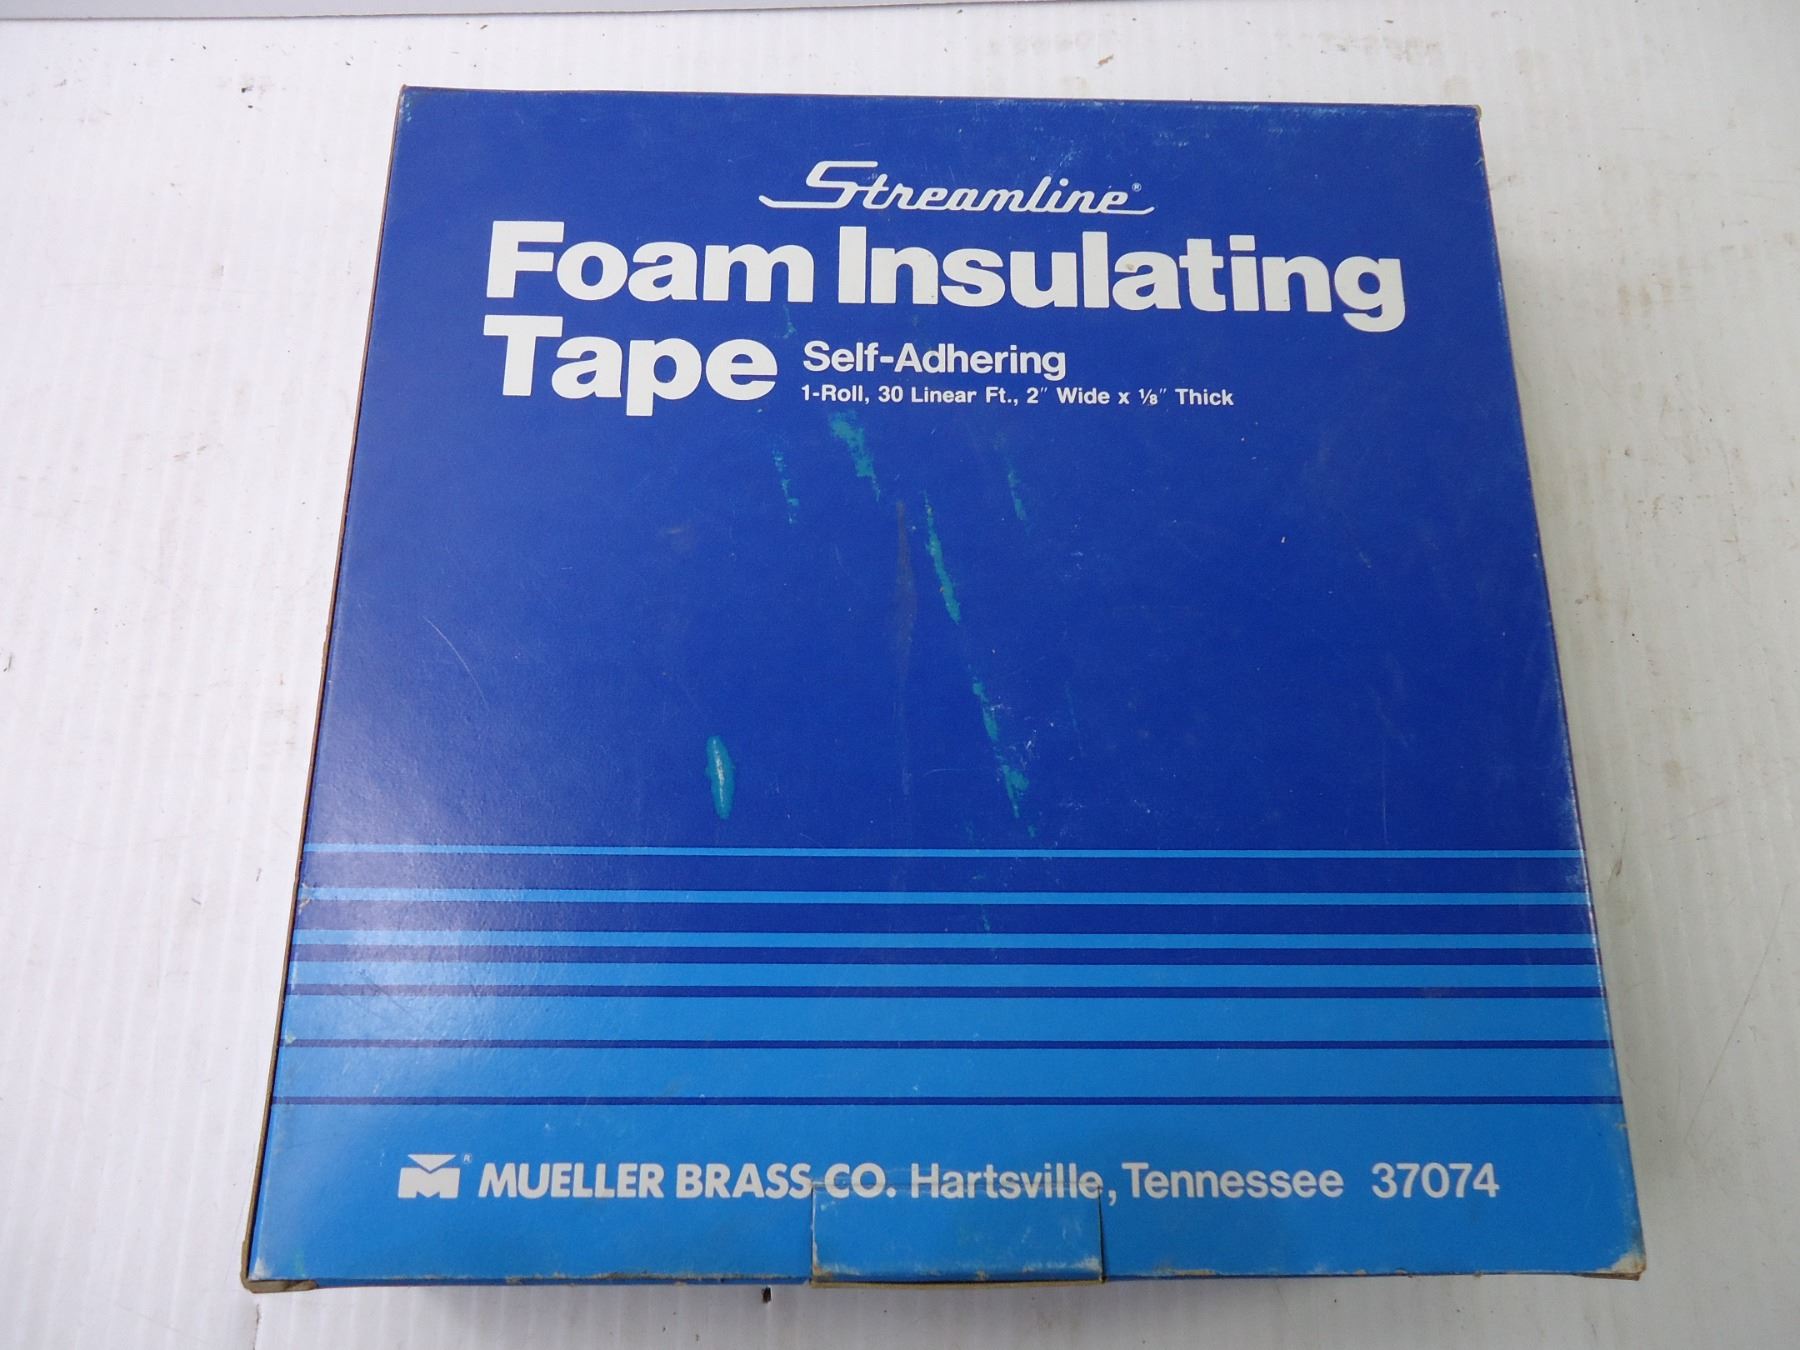 Streamline®
Foam Insulating
Tape Self-Adhering
1-Roll, 30 Linear Ft., 2″ Wide x ⅛″ Thick
M® MUELLER BRASS CO. Hartsville, Tennessee 37074